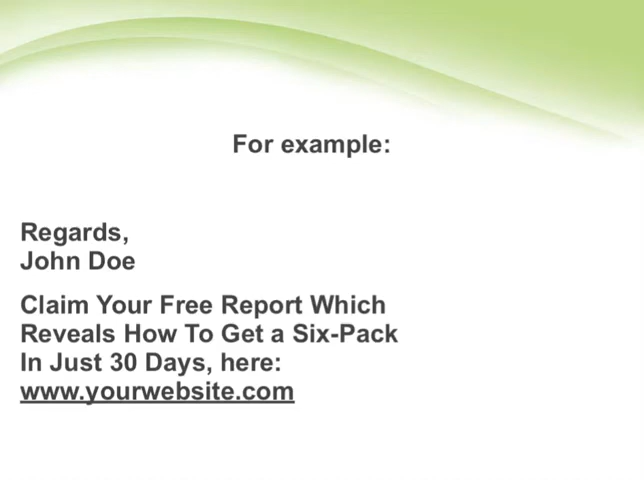 For example:
Regards,
John Doe
Claim Your Free Report Which
Reveals How To Get a Six-Pack
In Just 30 Days, here:
www.yourwebsite.com